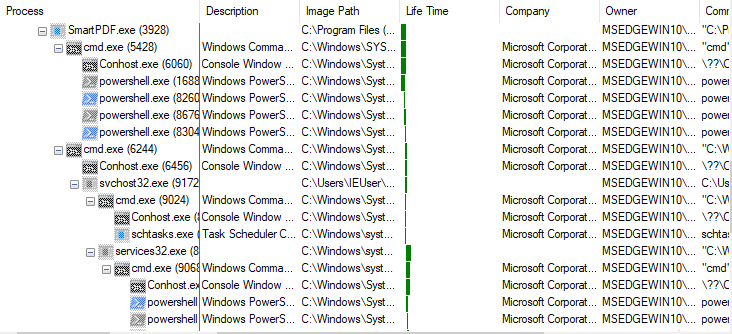 Process Description Image Path Life Time Company Owner Comm
SmartPDF.exe (3928) C:\Program Files (... MSEDGEWIN10\... "C:\P
cmd.exe (5428) Windows Comma... C:\Windows\SYS... Microsoft Corporat... MSEDGEWIN10\... "cmd"
Conhost.exe (6060) Console Window ... C:\Windows\Syst... Microsoft Corporat... MSEDGEWIN10\... \??\C
powershell.exe (1688 Windows PowerS... C:\Windows\Syst... Microsoft Corporat... MSEDGEWIN10\... power
powershell.exe (8260 Windows PowerS... C:\Windows\Syst... Microsoft Corporat... MSEDGEWIN10\... power
powershell.exe (8676 Windows PowerS... C:\Windows\Syst... Microsoft Corporat... MSEDGEWIN10\... power
powershell.exe (8304 Windows PowerS... C:\Windows\Syst... Microsoft Corporat... MSEDGEWIN10\... power
cmd.exe (6244) Windows Comma... C:\Windows\Syst... Microsoft Corporat... MSEDGEWIN10\... "C:\W
Conhost.exe (6456) Console Window ... C:\Windows\Syst... Microsoft Corporat... MSEDGEWIN10\... \??\C
svchost32.exe (9172 C:\Users\IEUser\... MSEDGEWIN10\... C:\Us
cmd.exe (9024) Windows Comma... C:\Windows\Syst... Microsoft Corporat... MSEDGEWIN10\... "C:\W
Conhost.exe (8 Console Window ... C:\Windows\Syst... Microsoft Corporat... MSEDGEWIN10\... \??\C
schtasks.exe ( Task Scheduler C... C:\Windows\syst... Microsoft Corporat... MSEDGEWIN10\... schta
services32.exe (8 C:\Windows\syst... MSEDGEWIN10\... "C:\W
cmd.exe (9068 Windows Comma... C:\Windows\syst... Microsoft Corporat... MSEDGEWIN10\... "cmd"
Conhost.ex Console Window ... C:\Windows\Syst... Microsoft Corporat... MSEDGEWIN10\... \??\C
powershell Windows PowerS... C:\Windows\Syst... Microsoft Corporat... MSEDGEWIN10\... power
powershell Windows PowerS... C:\Windows\Syst... Microsoft Corporat... MSEDGEWIN10\... power